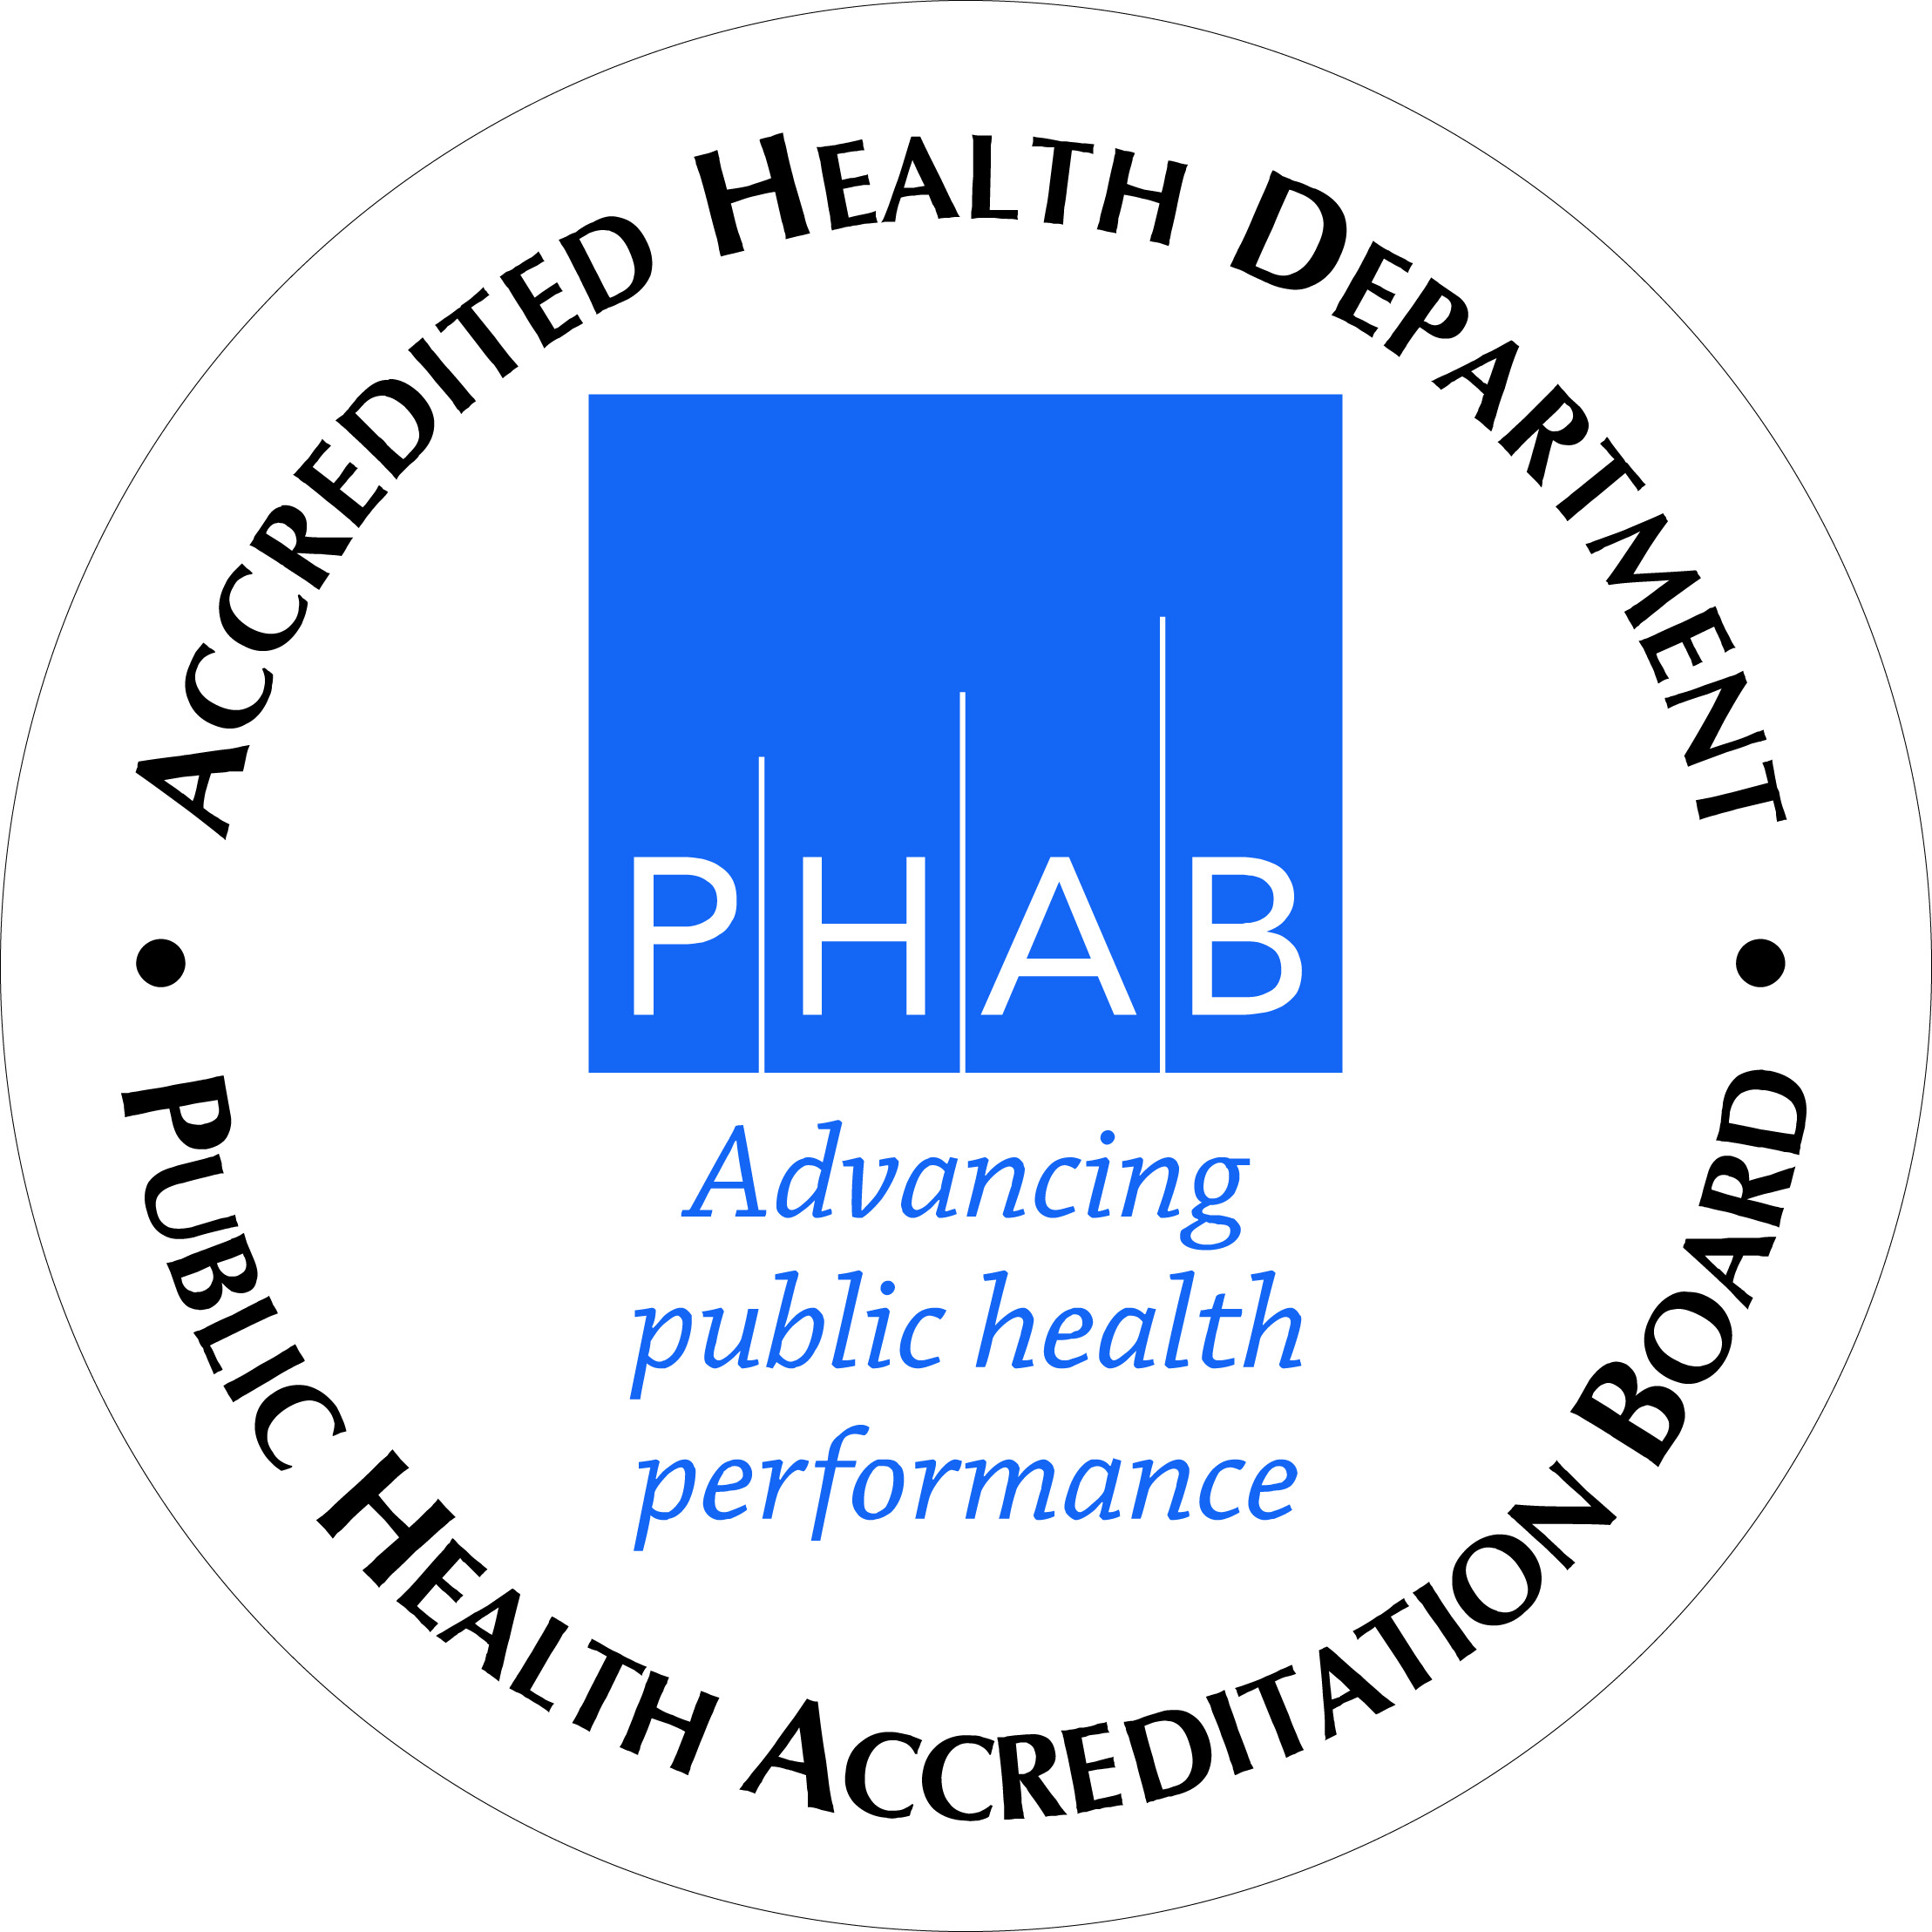 Accredited Health Department
PHAB
Advancing
public health
performance
Public Health Accreditation Board